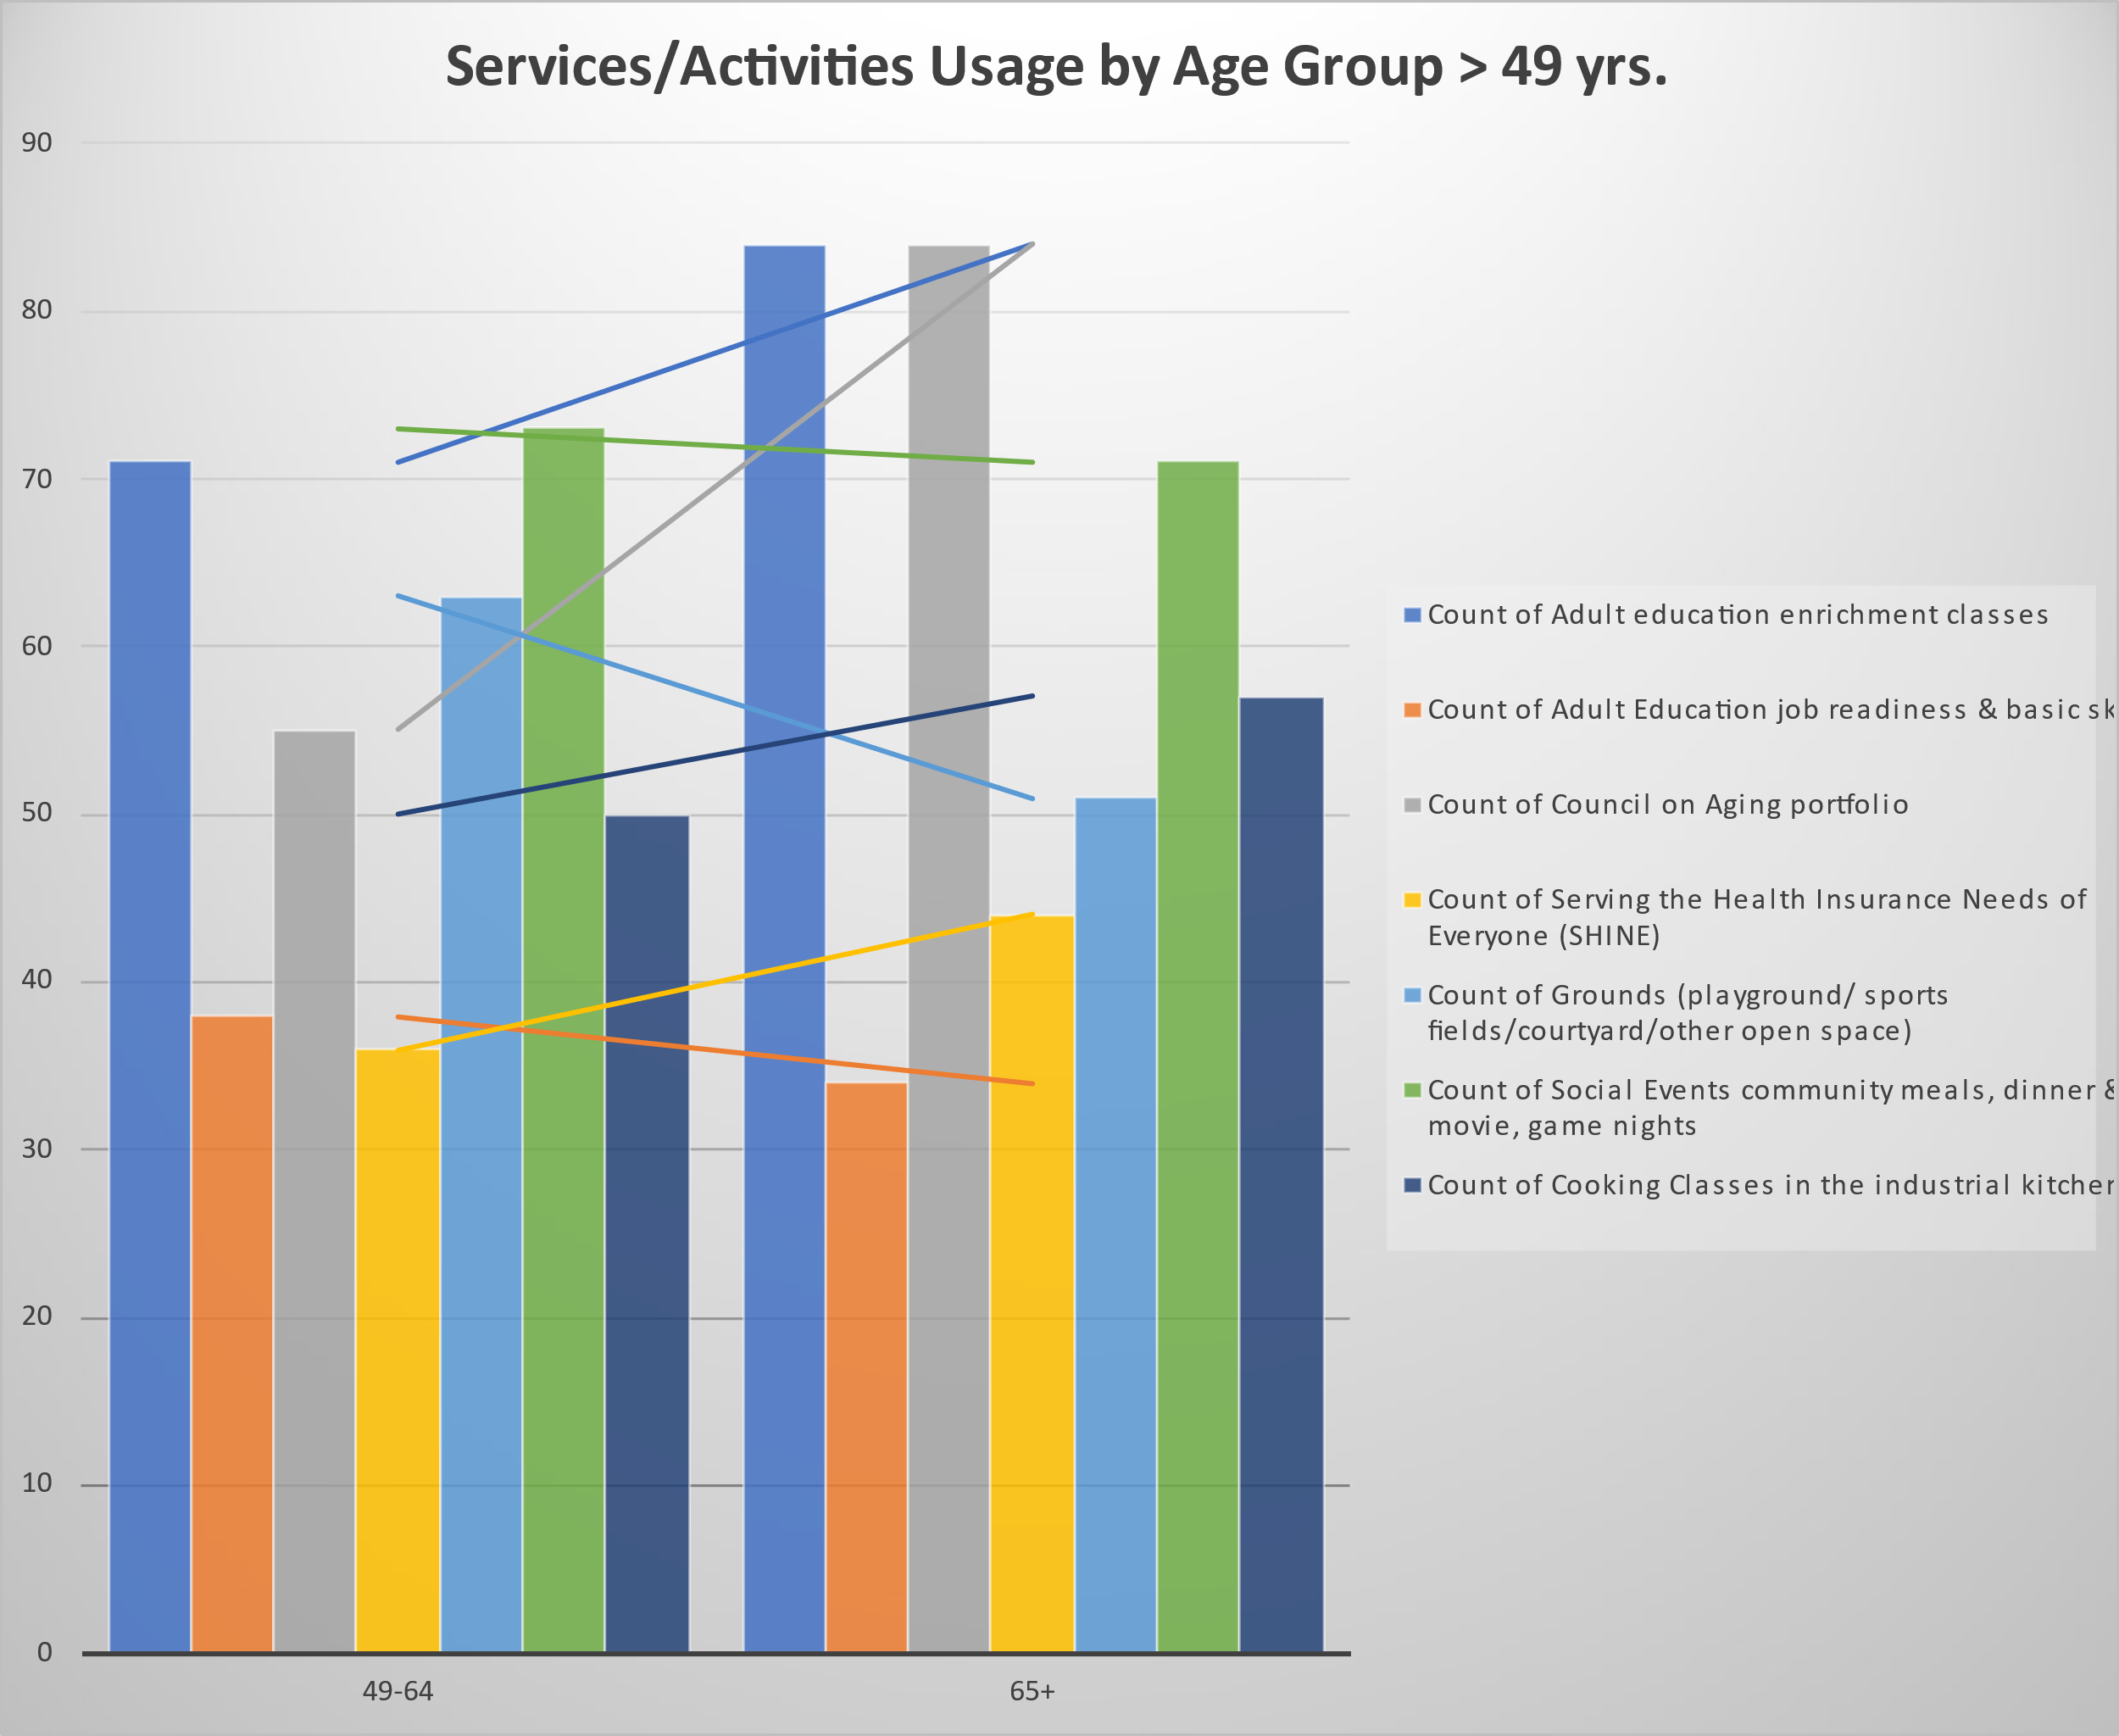 Services/Activities Usage by Age Group > 49 yrs.
90
80
70
60
50
40
30
20
10
0
49-64
65+
Count of Adult education enrichment classes
Count of Adult Education job readiness & basic sk
Count of Council on Aging portfolio
Count of Serving the Health Insurance Needs of
Everyone (SHINE)
Count of Grounds (playground/ sports
fields/courtyard/other open space)
Count of Social Events community meals, dinner &
movie, game nights
Count of Cooking Classes in the industrial kitchen